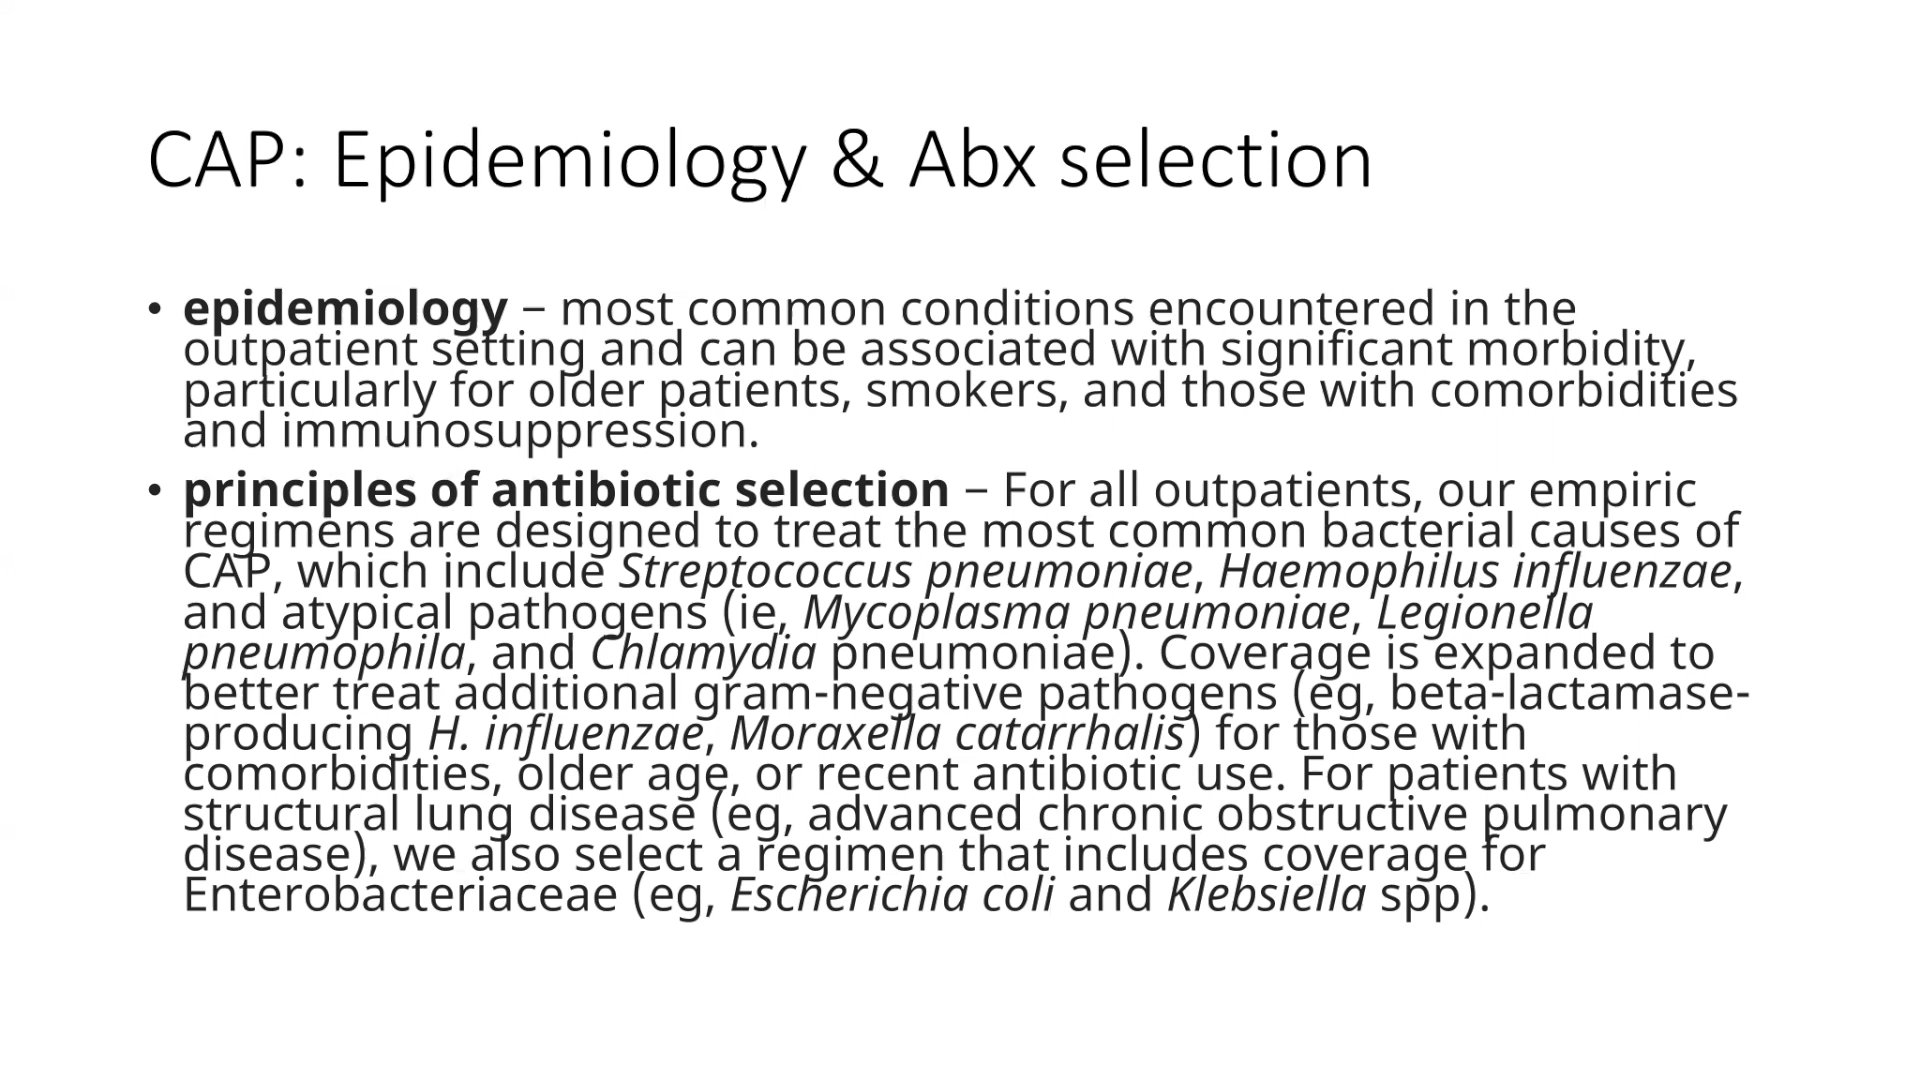 CAP: Epidemiology & Abx selection
• epidemiology – most common conditions encountered in the
outpatient setting and can be associated with significant morbidity,
particularly for older patients, smokers, and those with comorbidities
and immunosuppression.
• principles of antibiotic selection – For all outpatients, our empiric
regimens are designed to treat the most common bacterial causes of
CAP, which include Streptococcus pneumoniae, Haemophilus influenzae,
and atypical pathogens (ie, Mycoplasma pneumoniae, Legionella
pneumophila, and Chlamydia pneumoniae). Coverage is expanded to
better treat additional gram-negative pathogens (eg, beta-lactamase-
producing H. influenzae, Moraxella catarrhalis) for those with
comorbidities, older age, or recent antibiotic use. For patients with
structural lung disease (eg, advanced chronic obstructive pulmonary
disease), we also select a regimen that includes coverage for
Enterobacteriaceae (eg, Escherichia coli and Klebsiella spp).